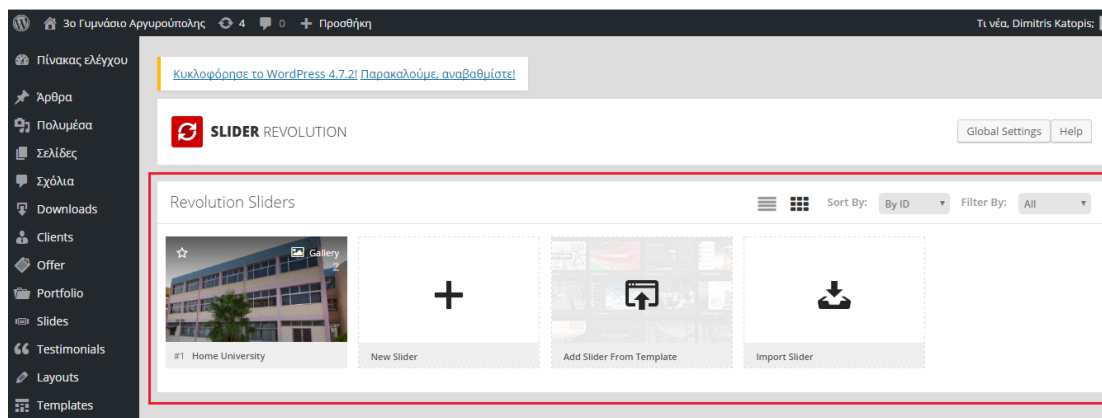 3ο Γυμνάσιο Αργυρούπολης 4 0 + Προσθήκη Τι νέα, Dimitris Katopis;
Πίνακας ελέγχου
Άρθρα
Πολυμέσα
Σελίδες
Σχόλια
Downloads
Clients
Offer
Portfolio
Slides
Testimonials
Layouts
Templates
Κυκλοφόρησε το WordPress 4.7.2! Παρακαλούμε, αναβαθμίστε!
SLIDER REVOLUTION
Global Settings Help
Revolution Sliders
Sort By: By ID Filter By: All
Gallery
2
#1 Home University
New Slider
Add Slider From Template
Import Slider